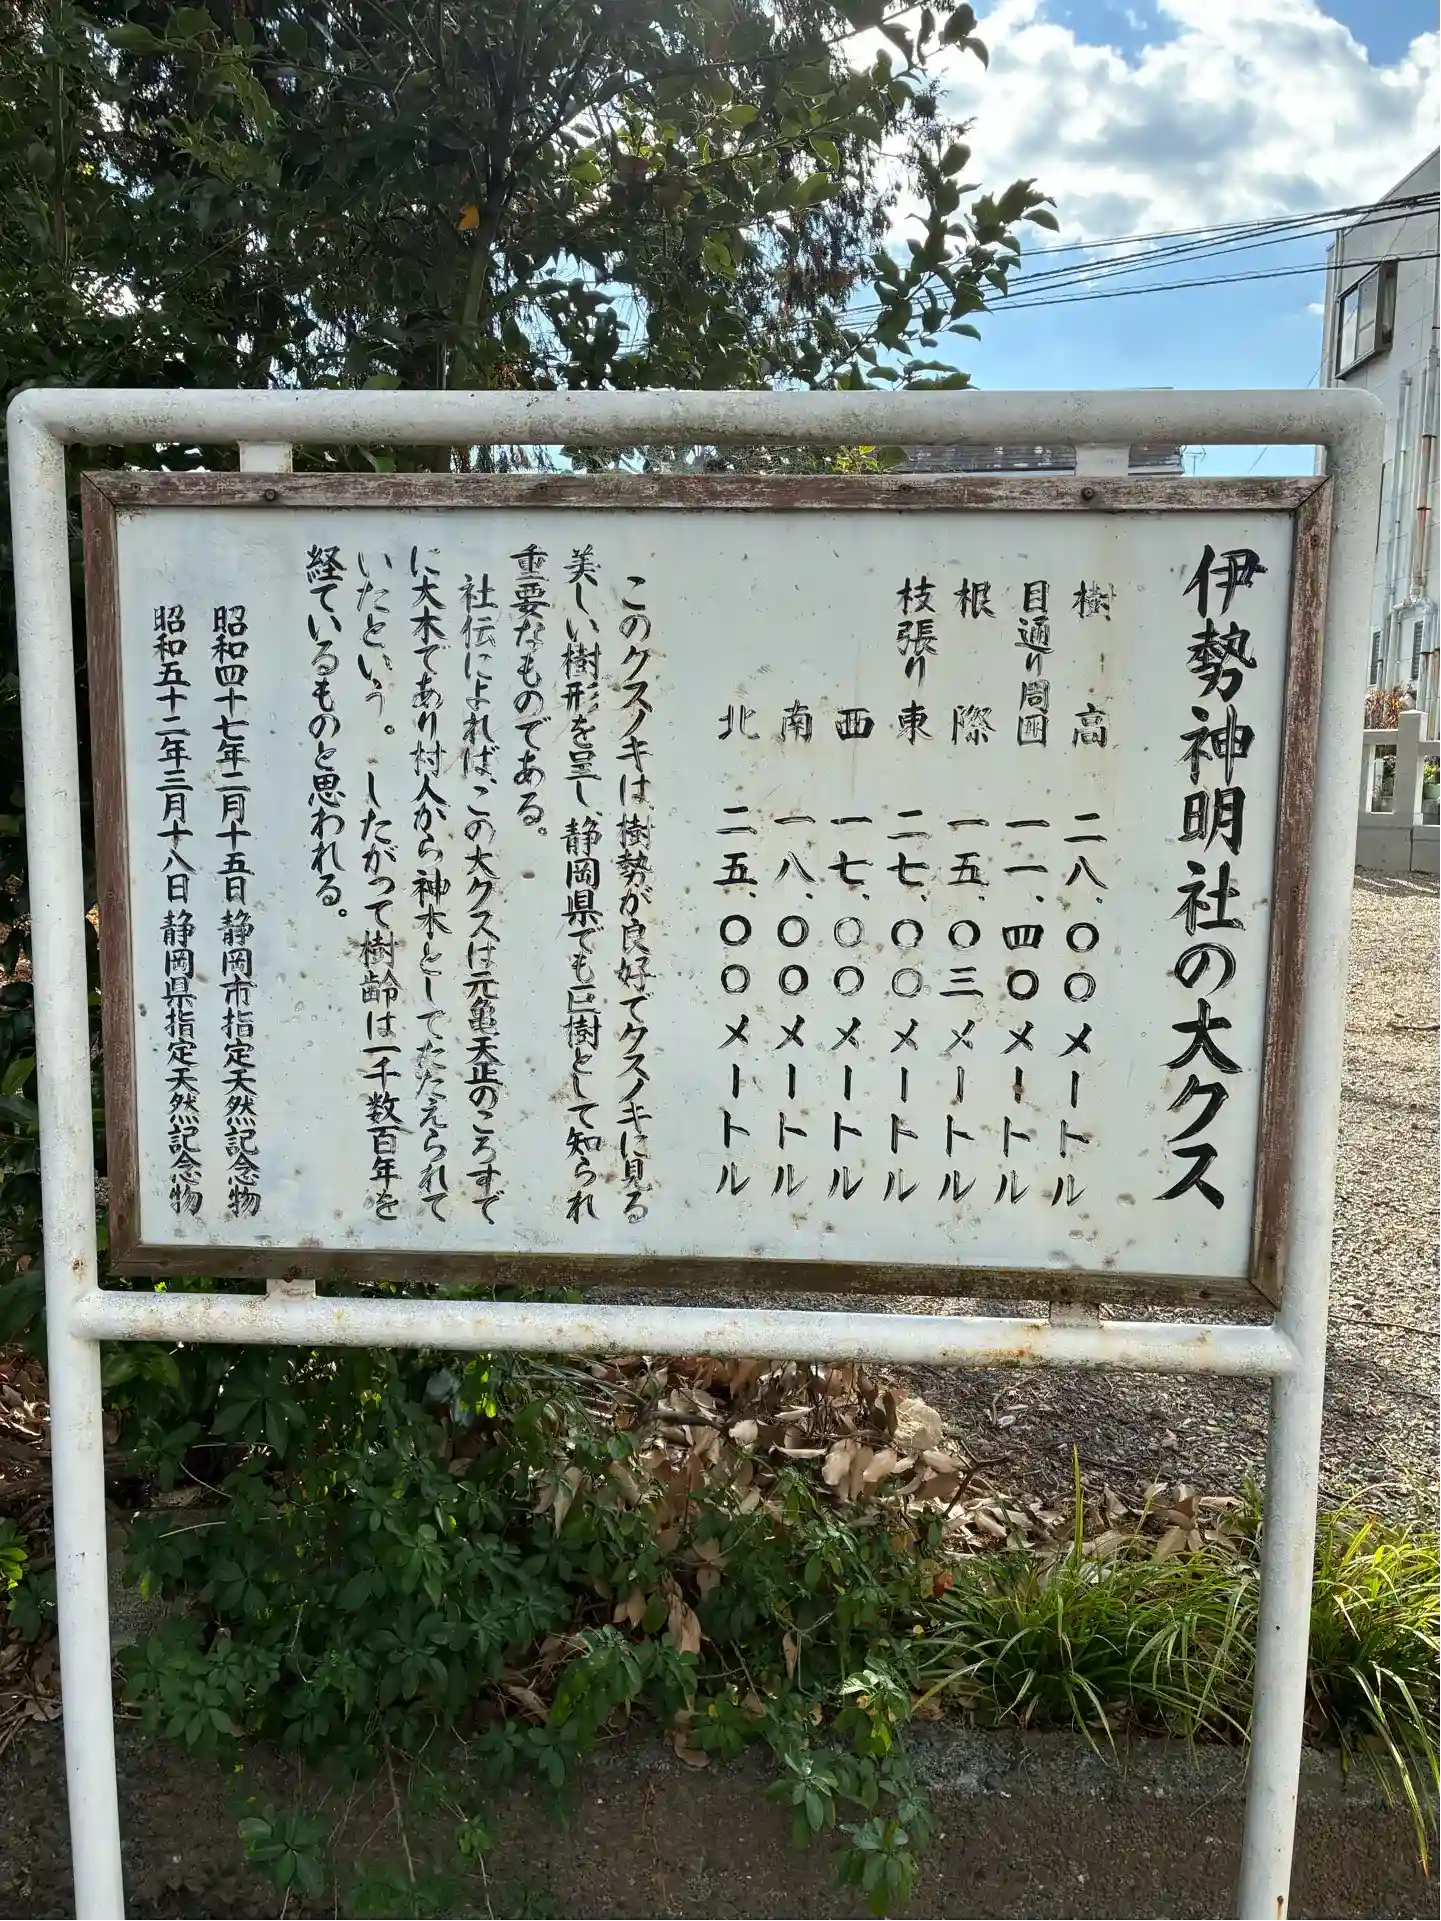 伊勢神明社の大クス
樹高 二八、〇〇メートル
目通り周囲 一一、四〇メートル
根際 一五、〇三メートル
枝張り 東 二七、〇〇メートル
西 一七、〇〇メートル
南 一八、〇〇メートル
北 二五、〇〇メートル
このクスノキは、樹勢が良好でクスノキに見る
美しい樹形を呈し、静岡県でも巨樹として知られ
重要なものである。
社伝によれば、この大クスは元亀天正のころすで
に大木であり村人から神木としてたたえられて
いたという。したがって樹齢は一千数百年を
経ているものと思われる。
昭和四十七年二月十五日 静岡市指定天然記念物
昭和五十二年三月十八日 静岡県指定天然記念物